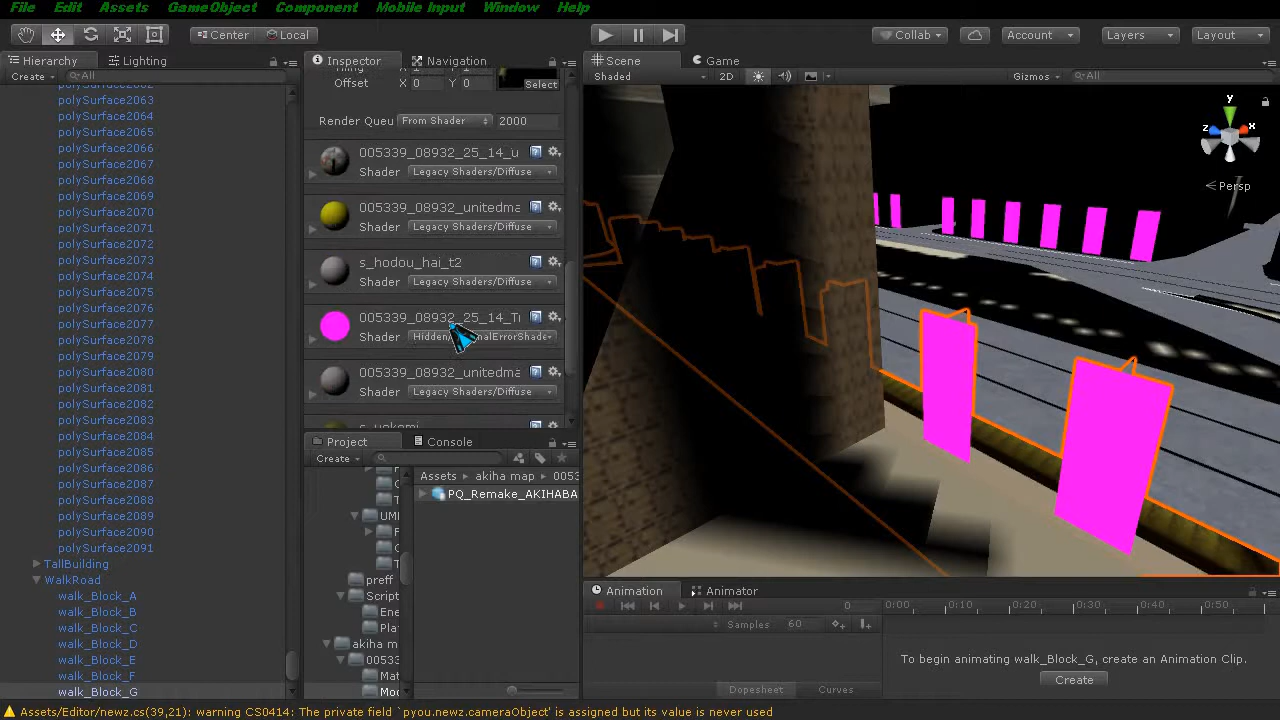 File Edit Assets GameObject Component Mobile Input Window Help
Center Local Collab Account Layers Layout
Hierarchy Lighting
Create All
polySurface2063
polySurface2064
polySurface2065
polySurface2066
polySurface2067
polySurface2068
polySurface2069
polySurface2070
polySurface2071
polySurface2072
polySurface2073
polySurface2074
polySurface2075
polySurface2076
polySurface2077
polySurface2078
polySurface2079
polySurface2080
polySurface2081
polySurface2082
polySurface2083
polySurface2084
polySurface2085
polySurface2086
polySurface2087
polySurface2088
polySurface2089
polySurface2090
polySurface2091
TallBuilding
WalkRoad
walk_Block_A
walk_Block_B
walk_Block_C
walk_Block_D
walk_Block_E
walk_Block_F
walk_Block_G
Inspector Navigation
Offset X 0 Y 0 Select
Render Queu From Shader 2000
005339_08932_25_14_u
Shader Legacy Shaders/Diffuse
005339_08932_unitedma
Shader Legacy Shaders/Diffuse
s_hodou_hai_t2
Shader Legacy Shaders/Diffuse
005339_08932_25_14_T
Shader
005339_08932_unitedma
Shader Legacy Shaders/Diffuse
Project Console
Create
Assets akiha map 0053
PQ_Remake_AKIHABA
UM
preff
Script
Ene
Pla
akiha m
0053
Mat
Mod
Scene Game
Shaded 2D Gizmos All
y
z x
Persp
Animation Animator
0 0:00 0:10 0:20 0:30 0:40 0:50
Samples 60
To begin animating walk_Block_G, create an Animation Clip.
Create
Dopesheet Curves
Assets/Editor/newz.cs(39,21): warning CS0414: The private field `pyou.newz.cameraObject' is assigned but its value is never used